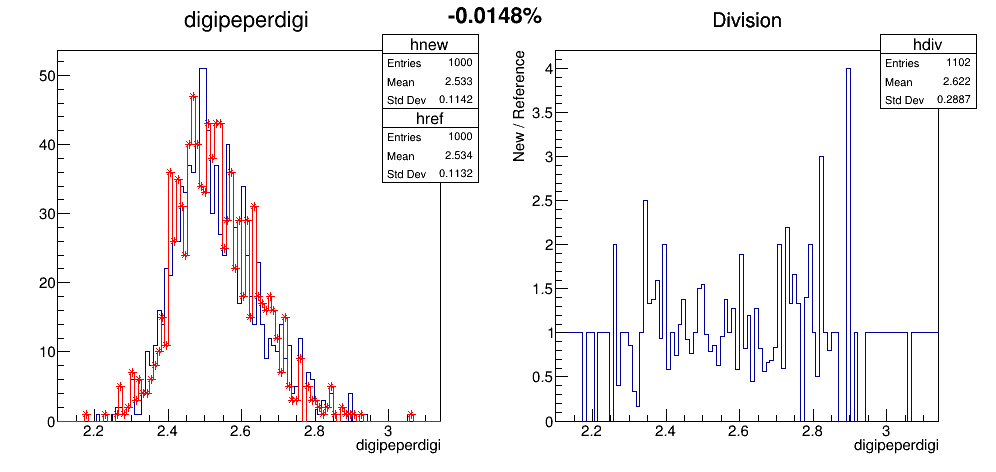 -0.0148%
digipeperdigi
hnew
Entries 1000
Mean 2.533
Std Dev 0.1142
href
Entries 1000
Mean 2.534
Std Dev 0.1132
50
40
30
20
10
0
2.2 2.4 2.6 2.8 3
digipeperdigi
Division
hdiv
Entries 1102
Mean 2.622
Std Dev 0.2887
New / Reference
4
3.5
3
2.5
2
1.5
1
0.5
0
2.2 2.4 2.6 2.8 3
digipeperdigi